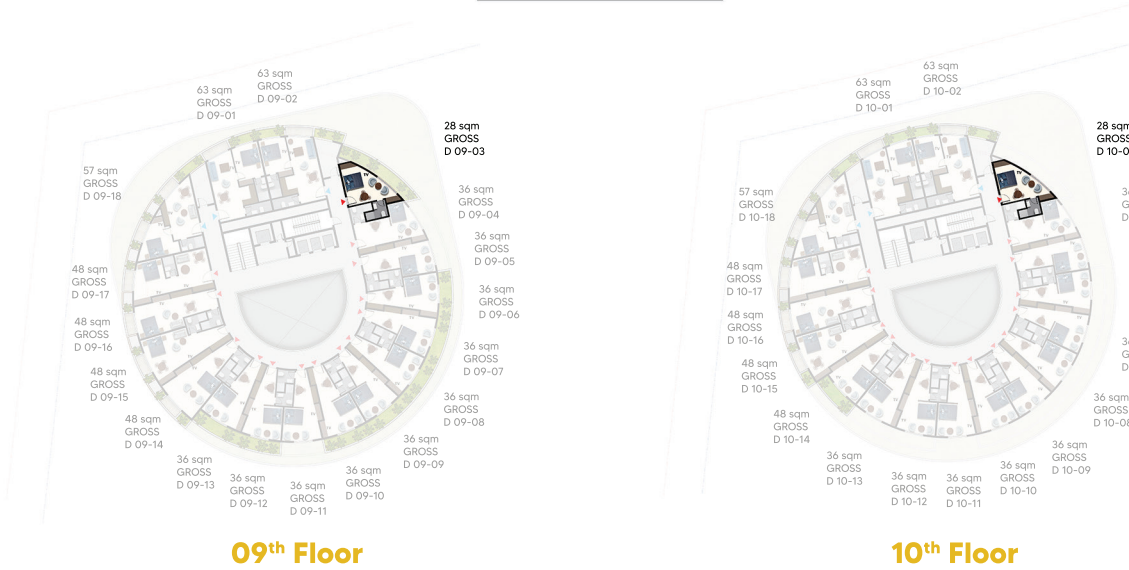 63 sqm
GROSS
D 09-02
63 sqm
GROSS
D 09-01
28 sqm
GROSS
D 09-03
57 sqm
GROSS
D 09-18
36 sqm
GROSS
D 09-04
36 sqm
GROSS
D 09-05
48 sqm
GROSS
D 09-17
36 sqm
GROSS
D 09-06
48 sqm
GROSS
D 09-16
36 sqm
GROSS
D 09-07
48 sqm
GROSS
D 09-15
36 sqm
GROSS
D 09-08
48 sqm
GROSS
D 09-14
36 sqm
GROSS
D 09-09
36 sqm
GROSS
D 09-13
36 sqm
GROSS
D 09-12
36 sqm
GROSS
D 09-11
36 sqm
GROSS
D 09-10
09th Floor
63 sqm
GROSS
D 10-02
63 sqm
GROSS
D 10-01
28 sqm
GROSS
D 10-0
57 sqm
GROSS
D 10-18
48 sqm
GROSS
D 10-17
48 sqm
GROSS
D 10-16
48 sqm
GROSS
D 10-15
36 sqm
GROSS
D 10-08
48 sqm
GROSS
D 10-14
36 sqm
GROSS
D 10-09
36 sqm
GROSS
D 10-13
36 sqm
GROSS
D 10-12
36 sqm
GROSS
D 10-11
36 sqm
GROSS
D 10-10
10th Floor